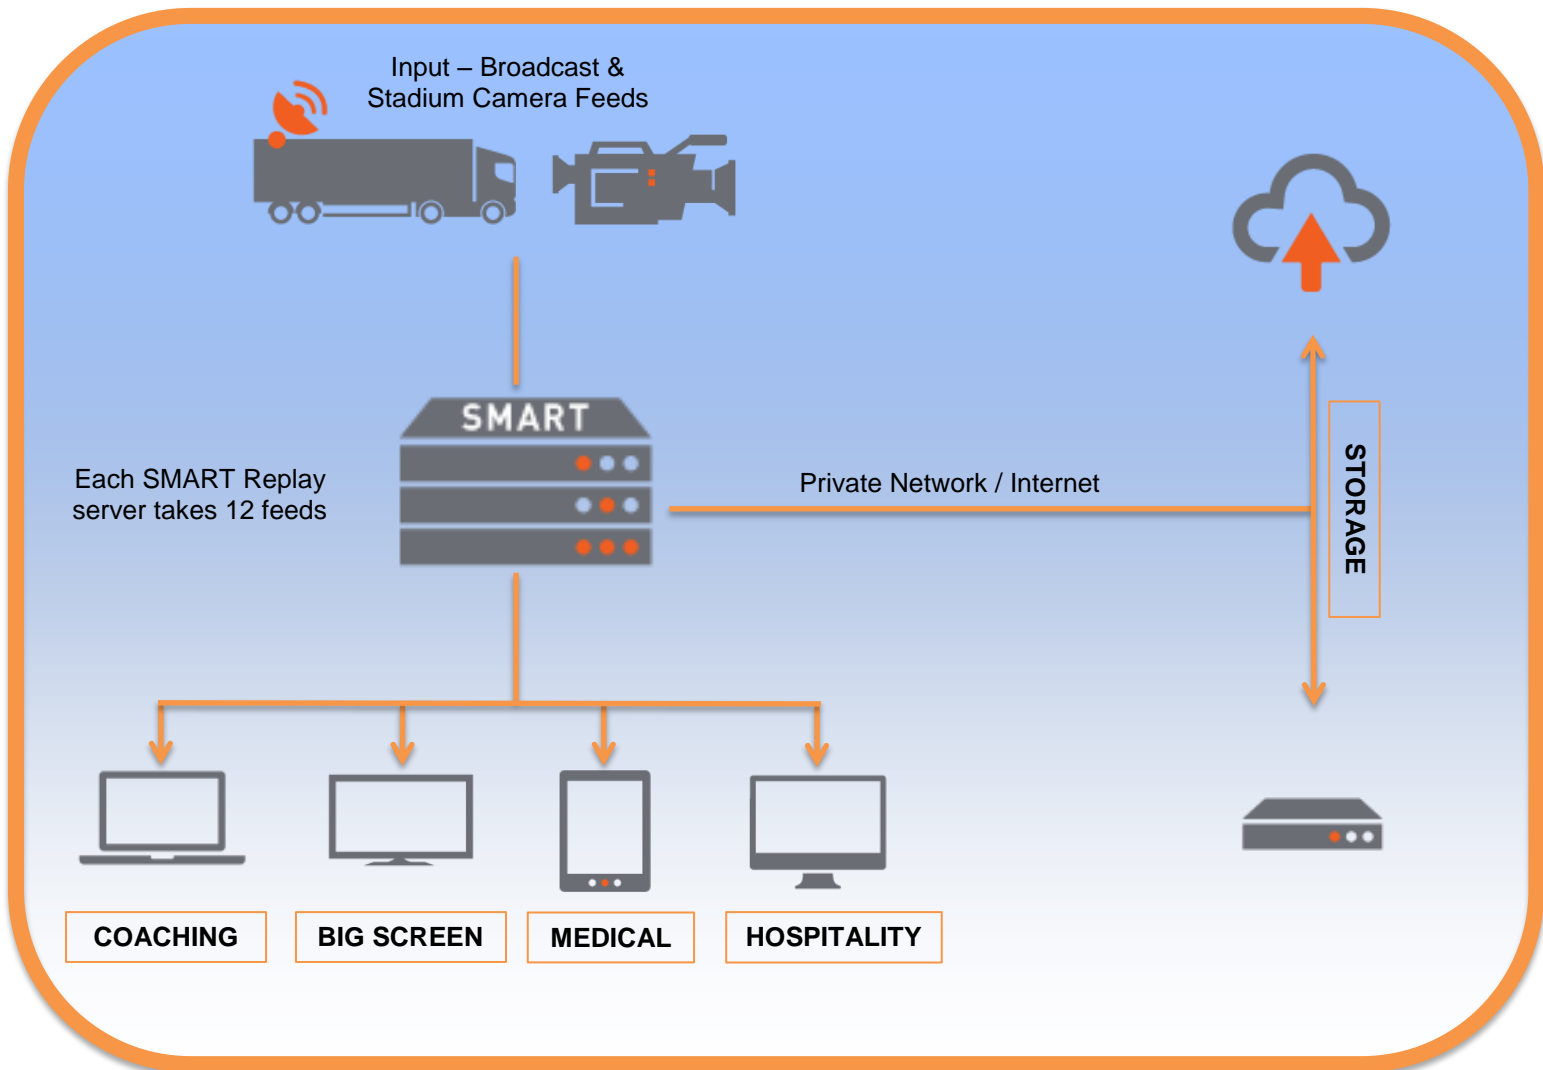 Input – Broadcast &
Stadium Camera Feeds
SMART
Each SMART Replay
server takes 12 feeds
Private Network / Internet
STORAGE
COACHING
BIG SCREEN
MEDICAL
HOSPITALITY